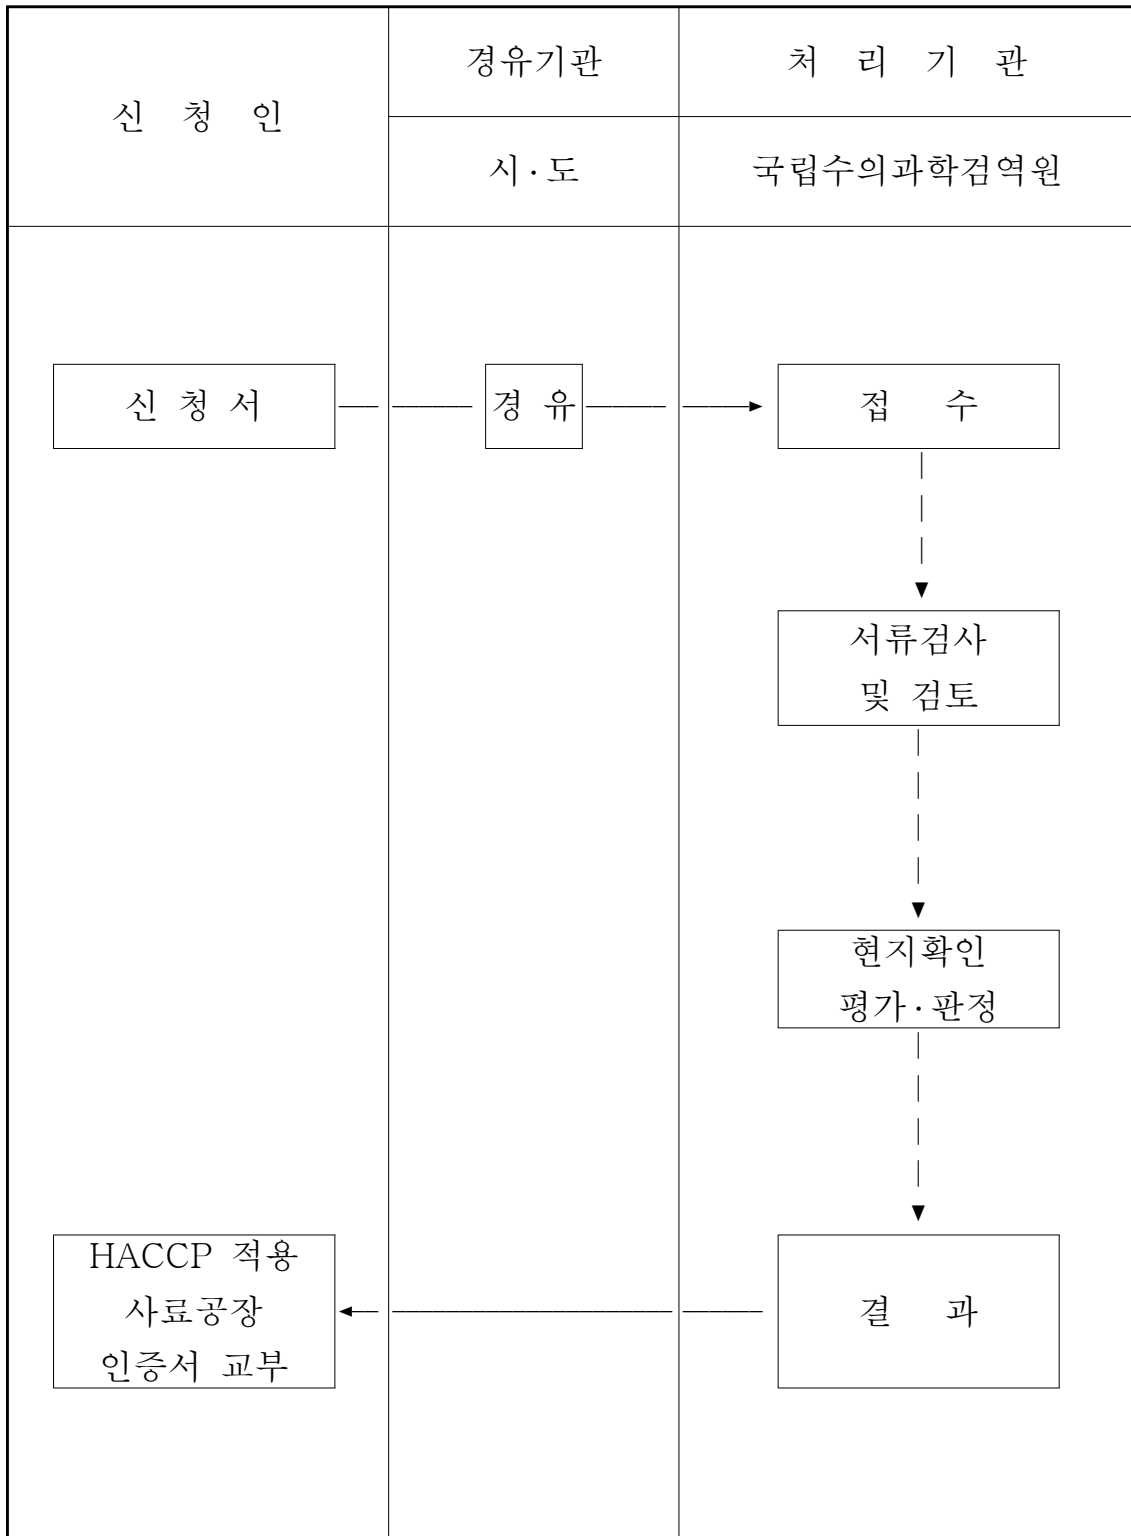 신 청 인
경유기관
처 리 기 관
시·도
국립수의과학검역원
신 청 서
경 유
접 수
서류검사
및 검토
현지확인
평가·판정
HACCP 적용
사료공장
인증서 교부
결 과